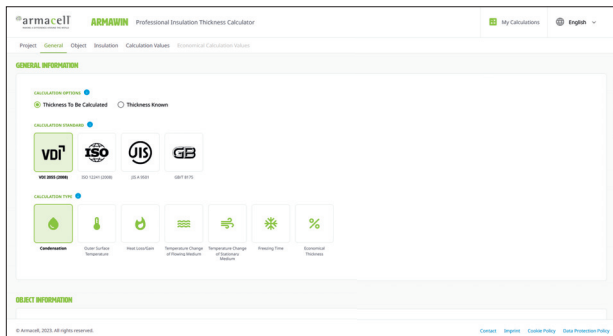 armacell
ARMAWIN Professional Insulation Thickness Calculator
My Calculations
English
Project General Object Insulation Calculation Values Economical Calculation Values
GENERAL INFORMATION
CALCULATION OPTIONS
Thickness To Be Calculated Thickness Known
CALCULATION STANDARD
VDI ISO JIS GB
VDI 2055 (2008) ISO 12241 (2008) JIS A 9501 GB/T 8175
CALCULATION TYPE
%
Condensation Outer Surface Temperature Heat Loss/Gain Temperature Change of Flowing Medium Temperature Change of Stationary Medium Freezing Time Economical Thickness
OBJECT INFORMATION
© Armacell, 2023. All rights reserved.
Contact Imprint Cookie Policy Data Protection Policy